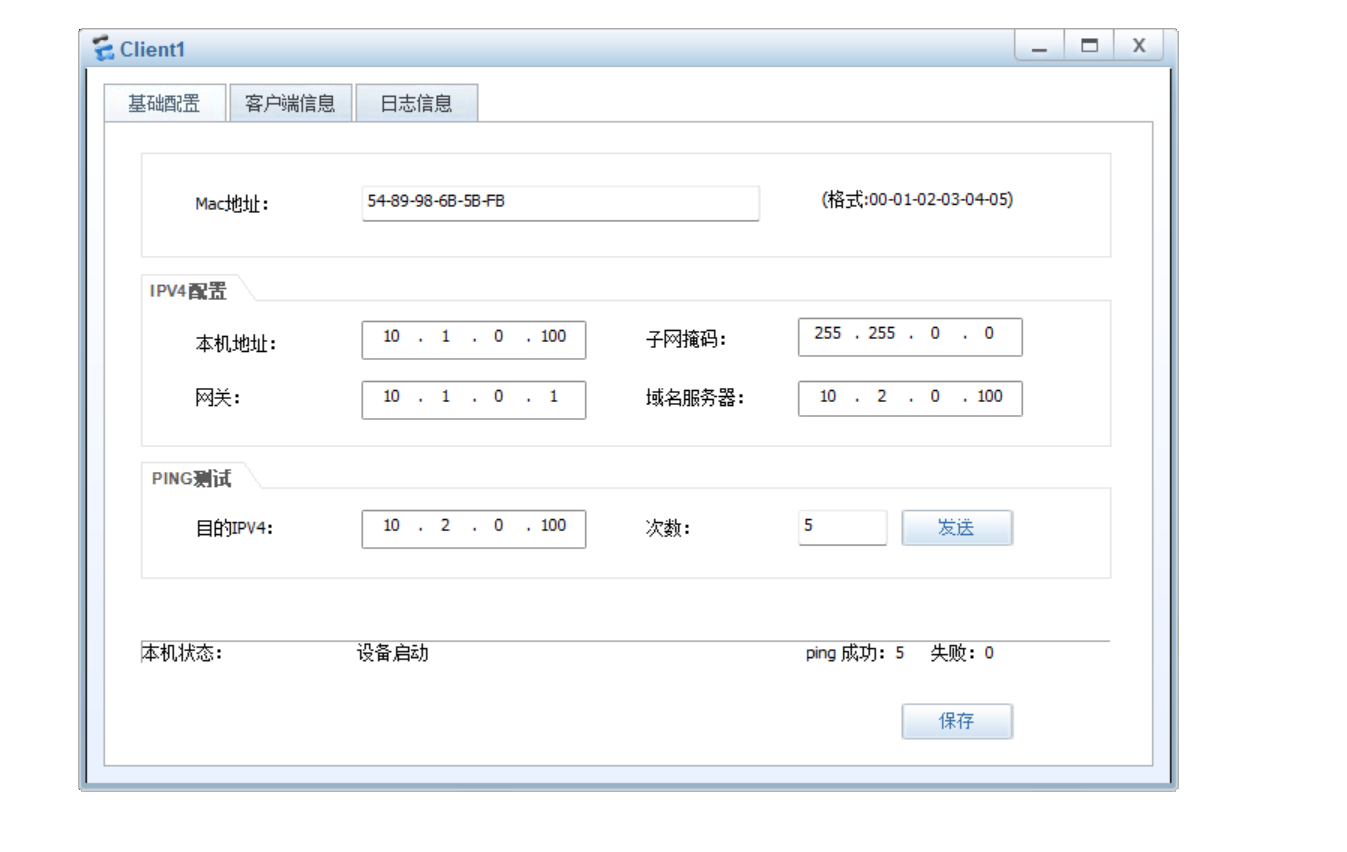 Client1
基础配置 客户端信息 日志信息
Mac地址： 54-89-98-6B-5B-FB (格式:00-01-02-03-04-05)
IPV4配置
本机地址： 10 . 1 . 0 . 100 子网掩码： 255 . 255 . 0 . 0
网关： 10 . 1 . 0 . 1 域名服务器： 10 . 2 . 0 . 100
PING测试
目的IPV4： 10 . 2 . 0 . 100 次数： 5 发送
本机状态： 设备启动 ping 成功： 5 失败： 0
保存